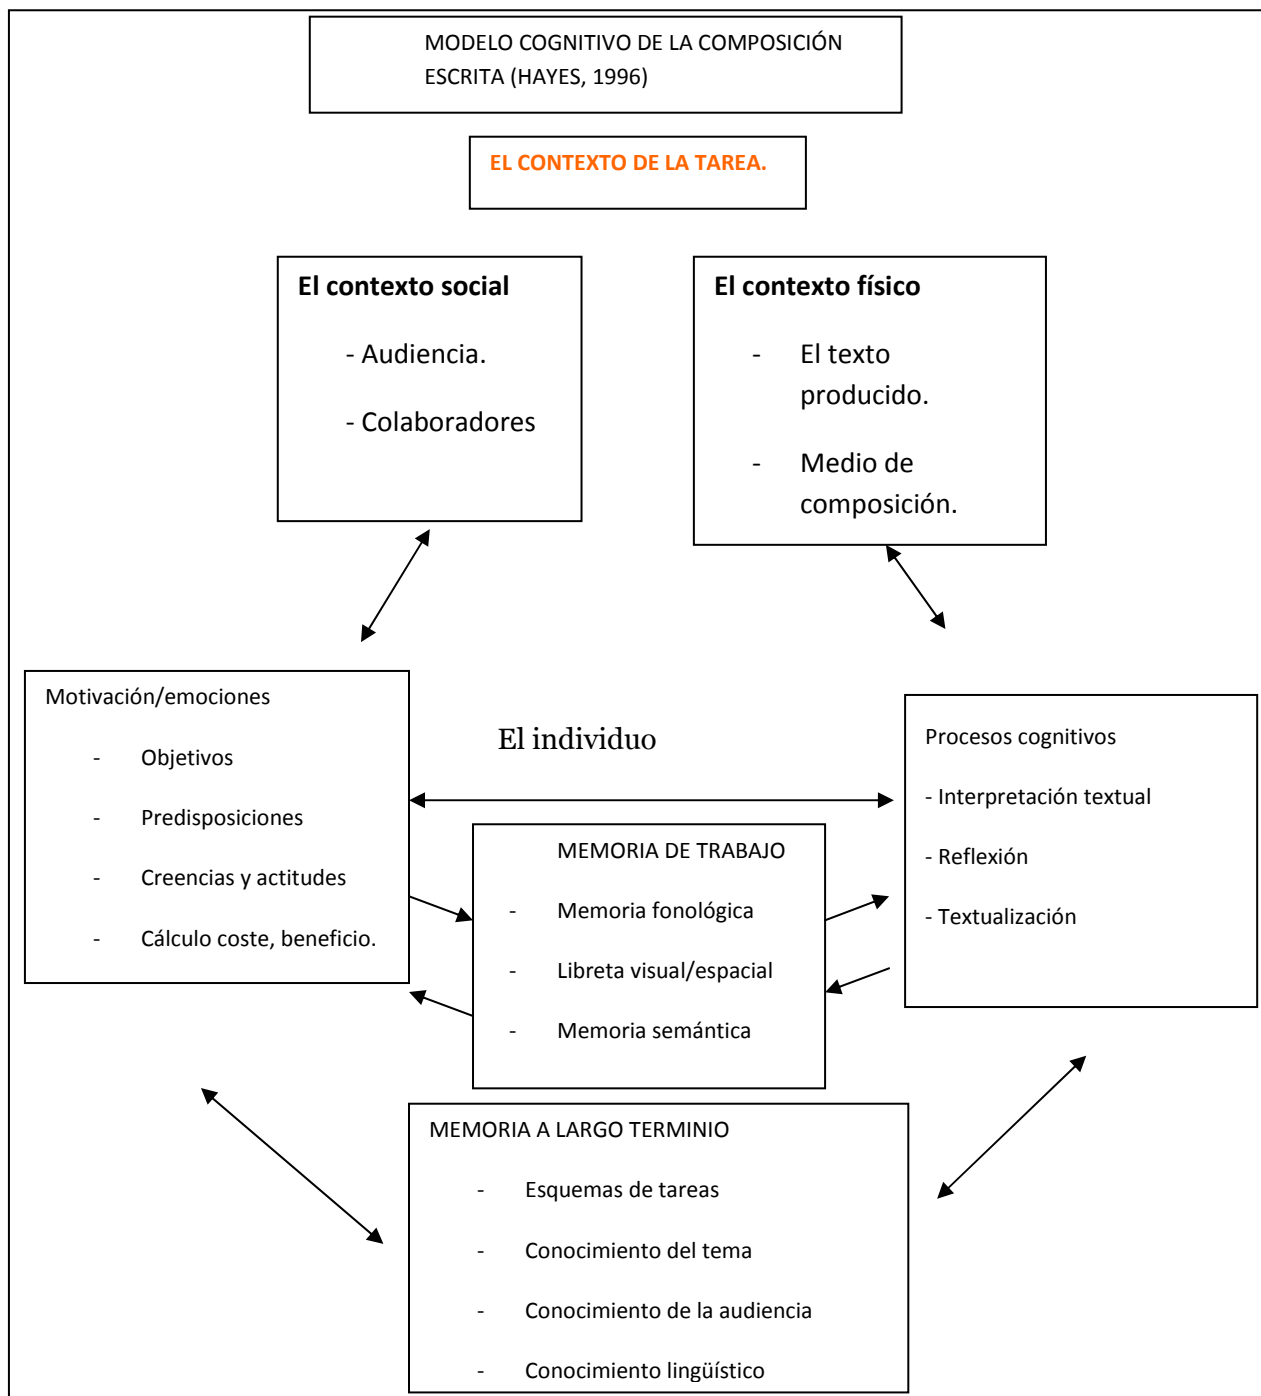 MODELO COGNITIVO DE LA COMPOSICIÓN
ESCRITA (HAYES, 1996)
EL CONTEXTO DE LA TAREA.
El contexto social
- Audiencia.
- Colaboradores
El contexto físico
- El texto
producido.
- Medio de
composición.
Motivación/emociones
- Objetivos
- Predisposiciones
- Creencias y actitudes
- Cálculo coste, beneficio.
El individuo
MEMORIA DE TRABAJO
- Memoria fonológica
- Libreta visual/espacial
- Memoria semántica
Procesos cognitivos
- Interpretación textual
- Reflexión
- Textualización
MEMORIA A LARGO TERMINIO
- Esquemas de tareas
- Conocimiento del tema
- Conocimiento de la audiencia
- Conocimiento lingüístico